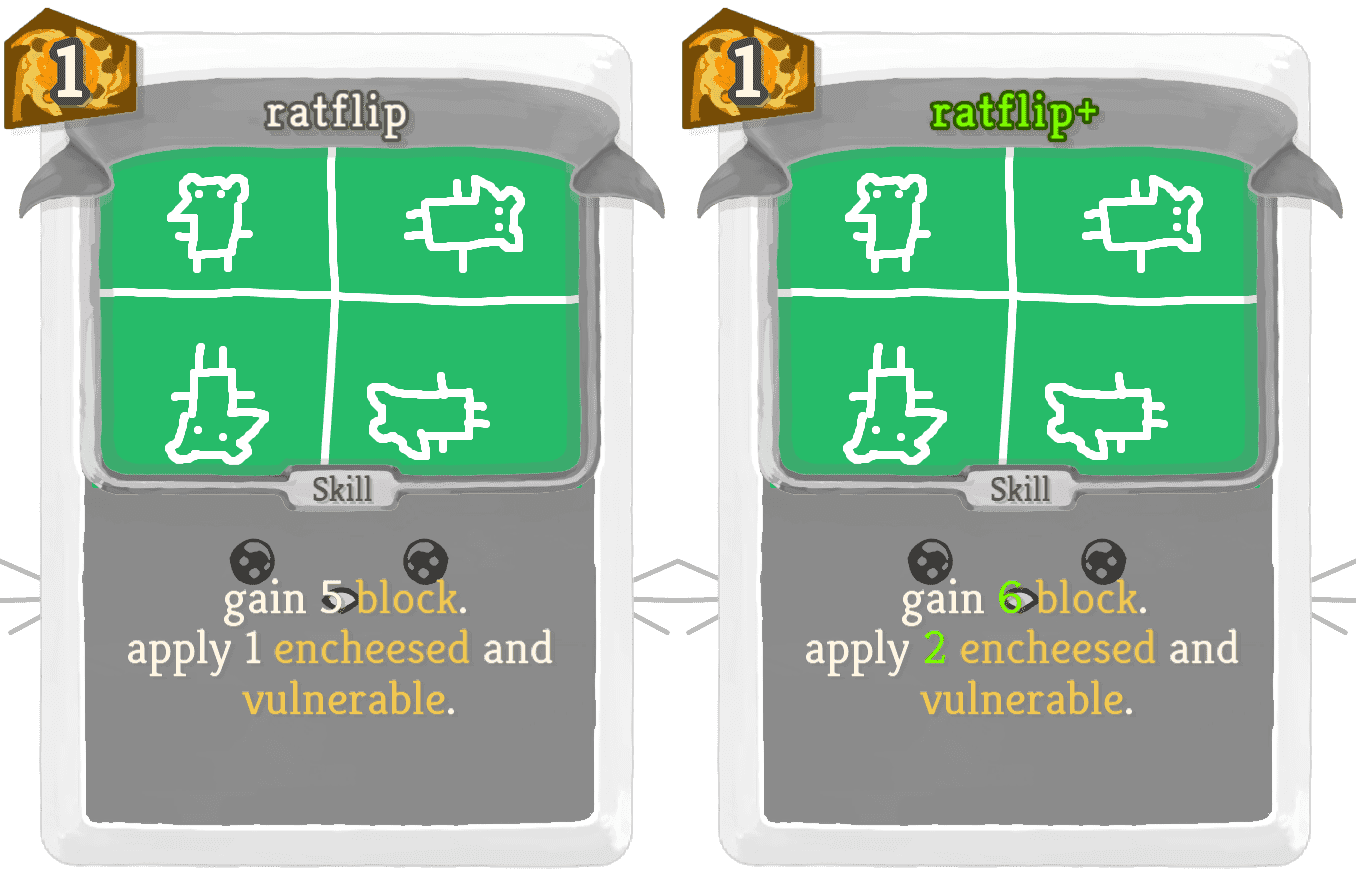 1
ratflip
Skill
gain 5 block.
apply 1 encheesed and
vulnerable.
1
ratflip+
Skill
gain 6 block.
apply 2 encheesed and
vulnerable.